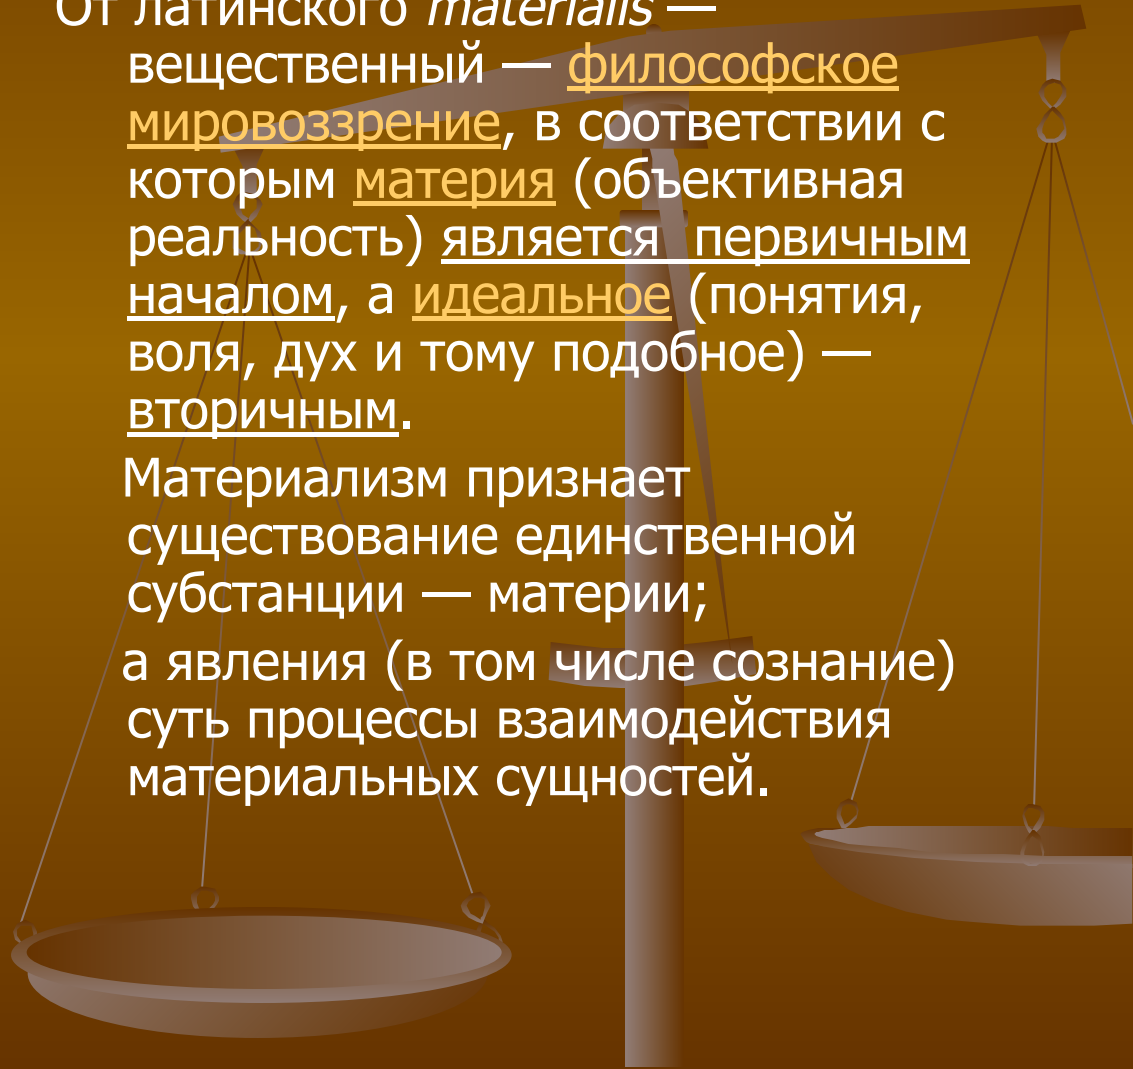 От латинского materialis —
вещественный — философское
мировоззрение, в соответствии с
которым материя (объективная
реальность) является первичным
началом, а идеальное (понятия,
воля, дух и тому подобное) —
вторичным.
Материализм признает
существование единственной
субстанции — материи;
а явления (в том числе сознание)
суть процессы взаимодействия
материальных сущностей.